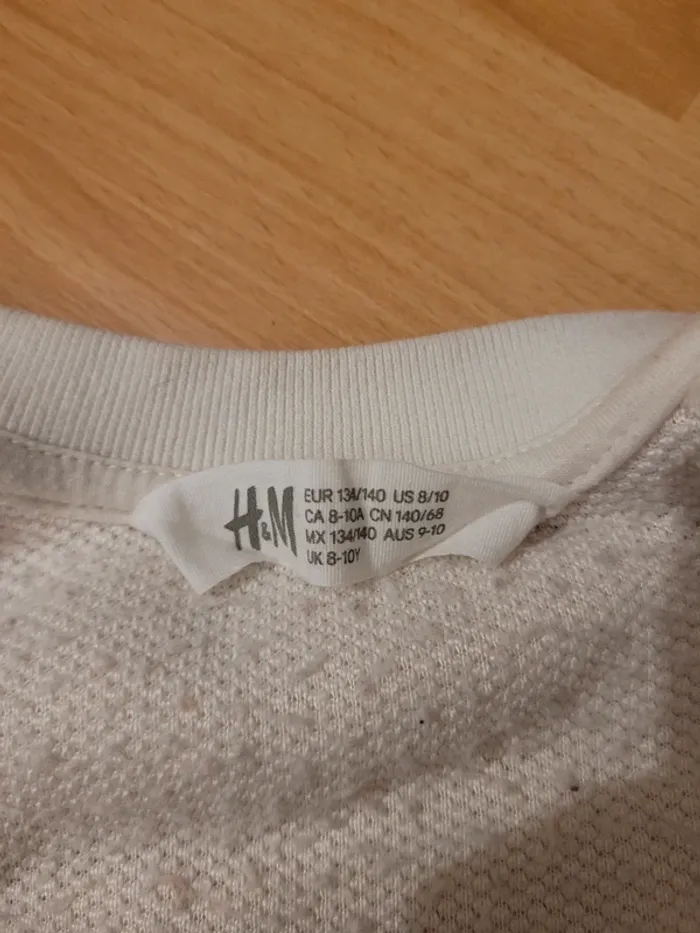 H&M
EUR 134/140 US 8/10
CA 8-10A CN 140/68
MX 134/140 AUS 9-10
UK 8-10Y